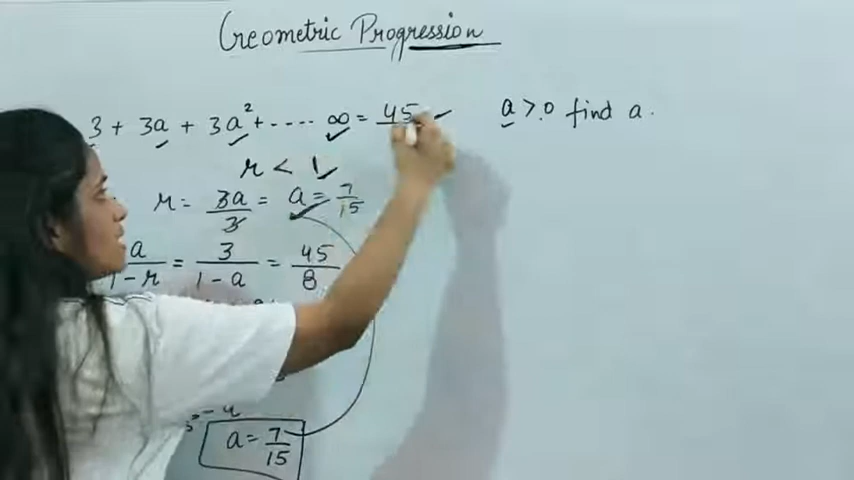 Geometric Progression
3 + 3a + 3a² + .... ∞ = 45 a > 0 find a.
r < 1
r = 3a/3 = a = 7/15
a/1-r = 3/1-a = 45/8
a = 7/15